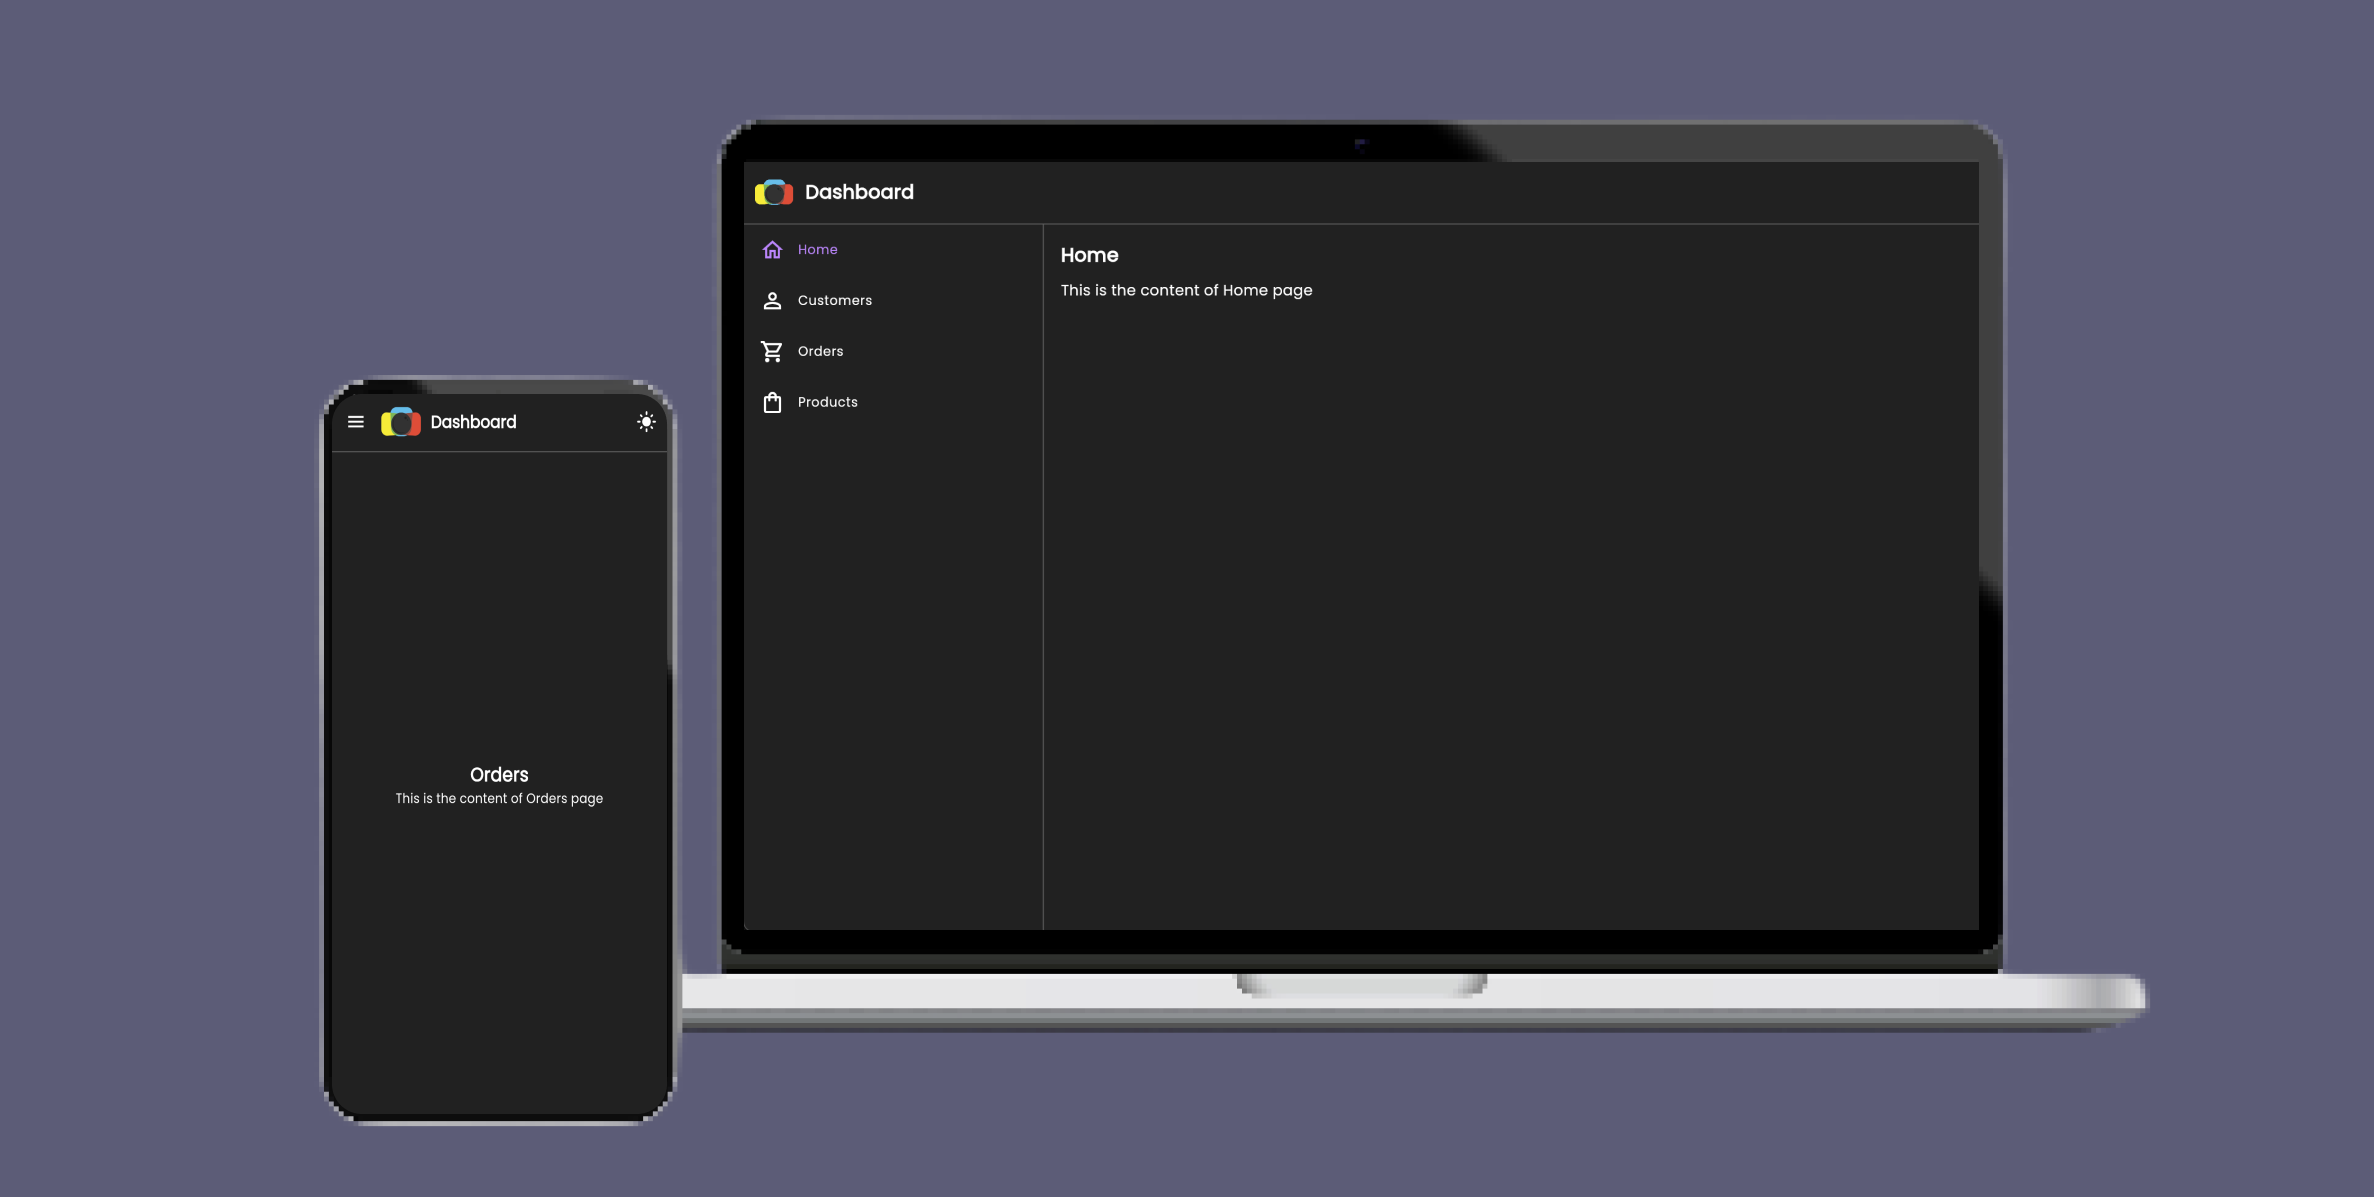 Dashboard
Home
Customers
Orders
Products
Home
This is the content of Home page
Dashboard
Orders
This is the content of Orders page